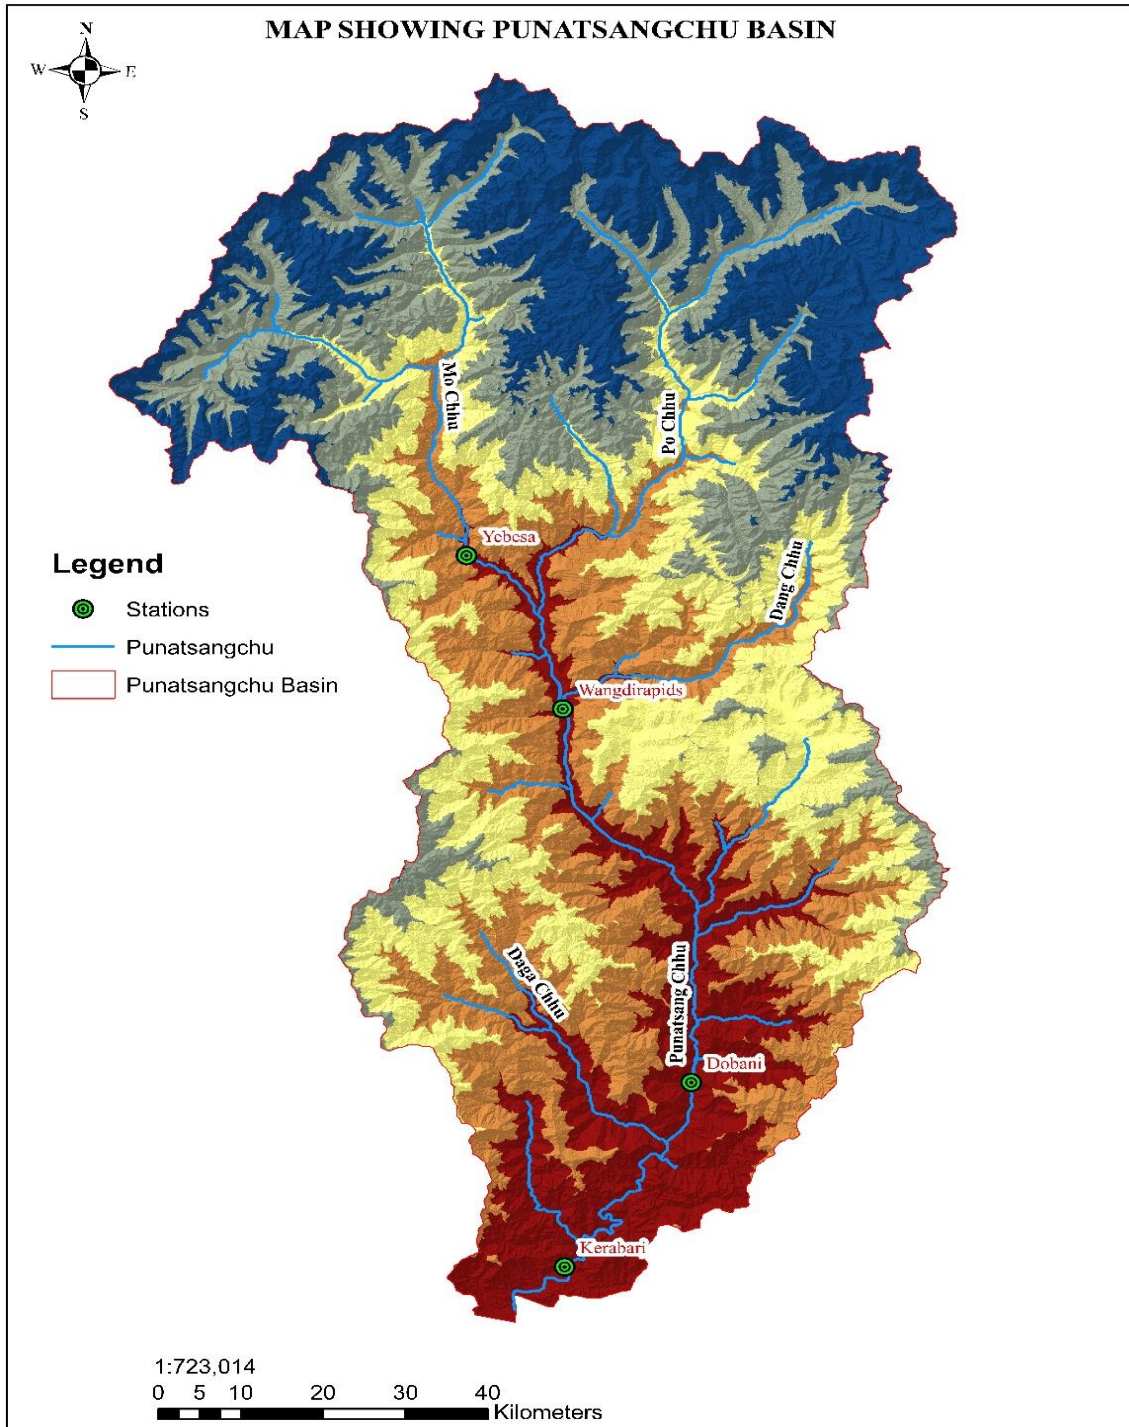 MAP SHOWING PUNATSANGCHU BASIN
N
W E
S
Mo Chhu
Po Chhu
Yebesa
Dang Chhu
Legend
Stations
Punatsangchu
Punatsangchu Basin
Wangdirapids
Daga Chhu
Punatsang Chhu
Dobani
Kerabari
1:723,014
0 5 10 20 30 40
Kilometers